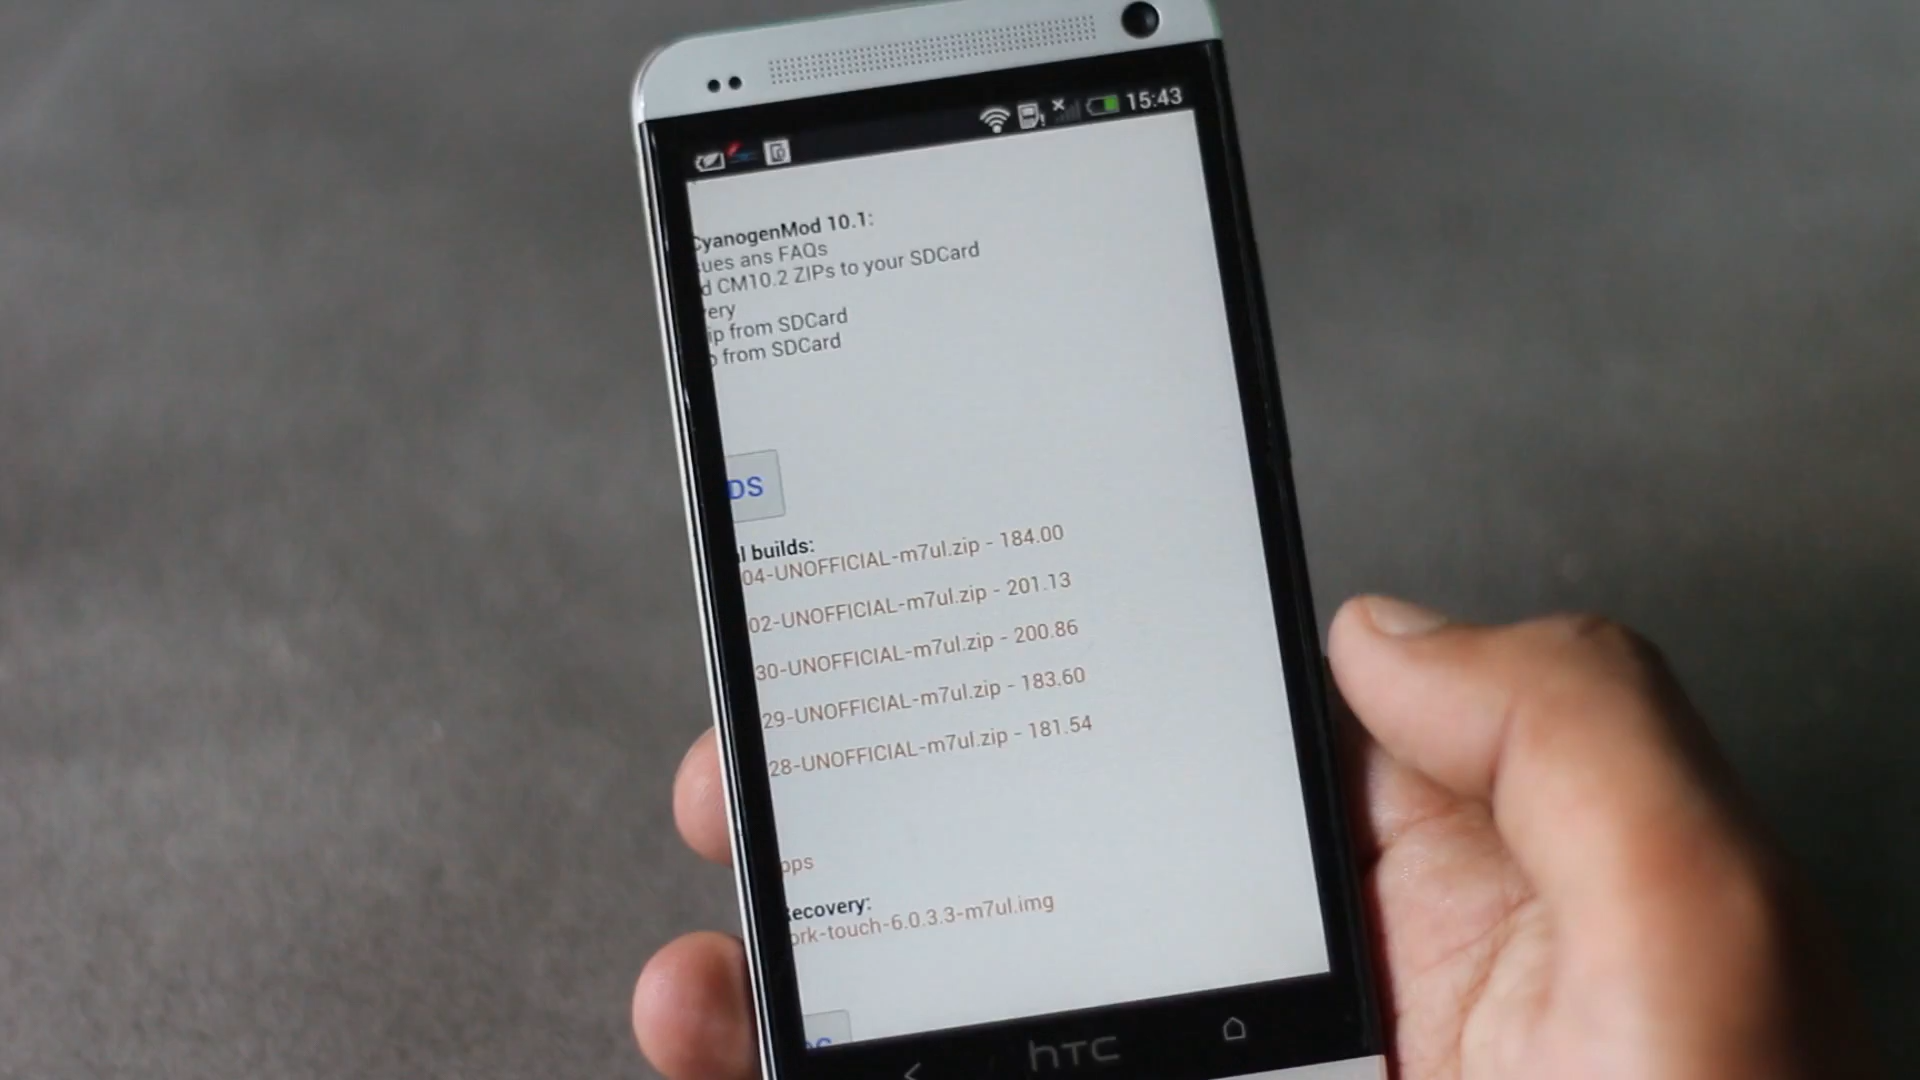 15:43
CyanogenMod 10.1:
ues ans FAQs
d CM10.2 ZIPs to your SDCard
ery
ip from SDCard
from SDCard
DS
l builds:
04-UNOFFICIAL-m7ul.zip - 184.00
02-UNOFFICIAL-m7ul.zip - 201.13
30-UNOFFICIAL-m7ul.zip - 200.86
29-UNOFFICIAL-m7ul.zip - 183.60
28-UNOFFICIAL-m7ul.zip - 181.54
pps
Recovery:
ork-touch-6.0.3.3-m7ul.img
hTC